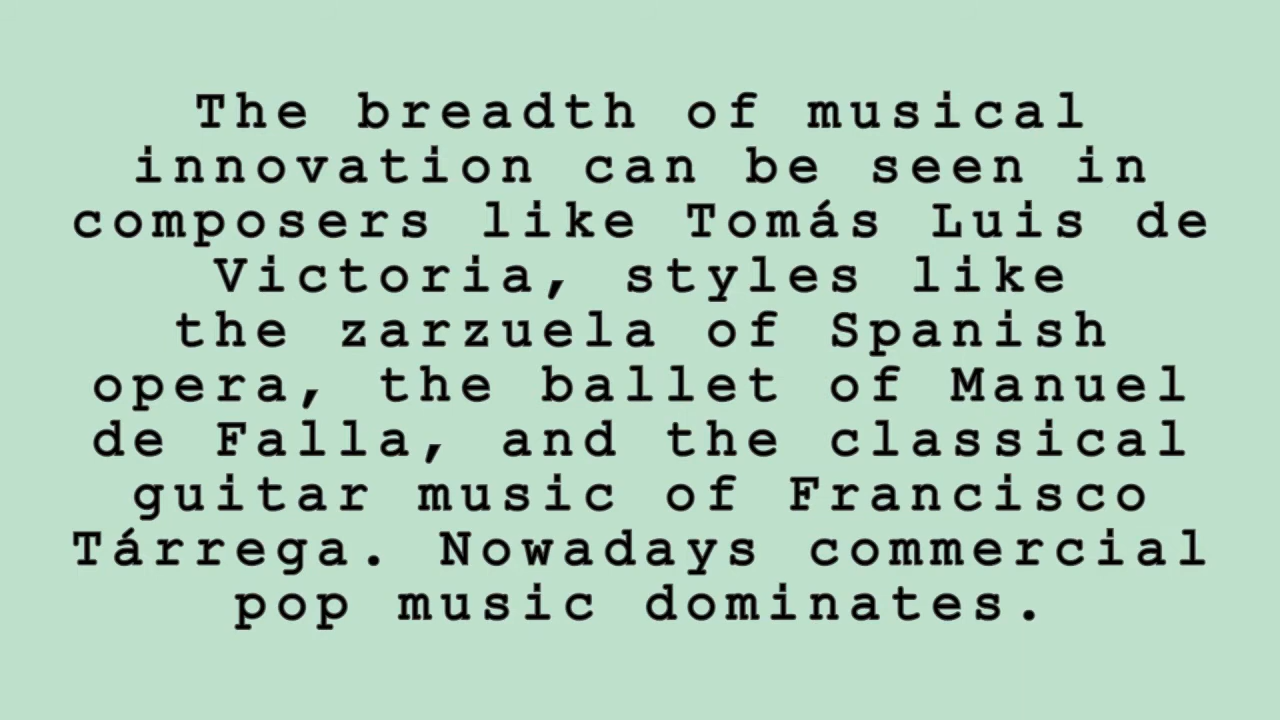 The breadth of musical
innovation can be seen in
composers like Tomás Luis de
Victoria, styles like
the zarzuela of Spanish
opera, the ballet of Manuel
de Falla, and the classical
guitar music of Francisco
Tárrega. Nowadays commercial
pop music dominates.